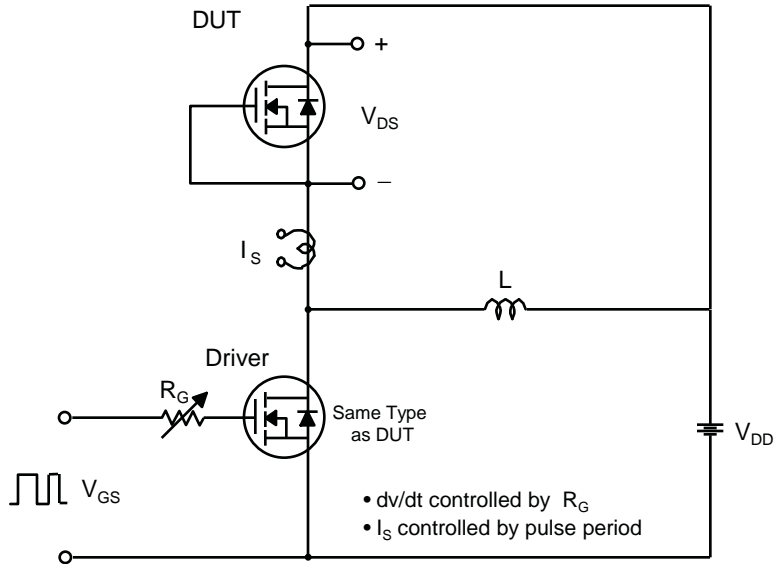 DUT
+
V_DS
−
I_S
L
Driver
R_G
Same Type
as DUT
V_DD
V_GS
• dv/dt controlled by R_G
• I_S controlled by pulse period